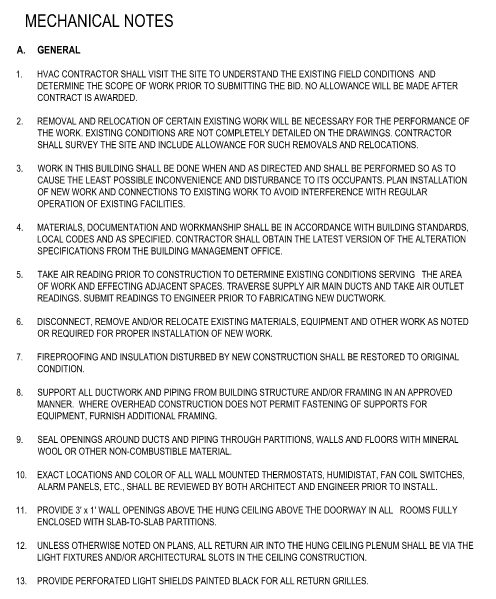 MECHANICAL NOTES
A. GENERAL
1. HVAC CONTRACTOR SHALL VISIT THE SITE TO UNDERSTAND THE EXISTING FIELD CONDITIONS AND
DETERMINE THE SCOPE OF WORK PRIOR TO SUBMITTING THE BID. NO ALLOWANCE WILL BE MADE AFTER
CONTRACT IS AWARDED.
2. REMOVAL AND RELOCATION OF CERTAIN EXISTING WORK WILL BE NECESSARY FOR THE PERFORMANCE OF
THE WORK. EXISTING CONDITIONS ARE NOT COMPLETELY DETAILED ON THE DRAWINGS. CONTRACTOR
SHALL SURVEY THE SITE AND INCLUDE ALLOWANCE FOR SUCH REMOVALS AND RELOCATIONS.
3. WORK IN THIS BUILDING SHALL BE DONE WHEN AND AS DIRECTED AND SHALL BE PERFORMED SO AS TO
CAUSE THE LEAST POSSIBLE INCONVENIENCE AND DISTURBANCE TO ITS OCCUPANTS. PLAN INSTALLATION
OF NEW WORK AND CONNECTIONS TO EXISTING WORK TO AVOID INTERFERENCE WITH REGULAR
OPERATION OF EXISTING FACILITIES.
4. MATERIALS, DOCUMENTATION AND WORKMANSHIP SHALL BE IN ACCORDANCE WITH BUILDING STANDARDS,
LOCAL CODES AND AS SPECIFIED. CONTRACTOR SHALL OBTAIN THE LATEST VERSION OF THE ALTERATION
SPECIFICATIONS FROM THE BUILDING MANAGEMENT OFFICE.
5. TAKE AIR READING PRIOR TO CONSTRUCTION TO DETERMINE EXISTING CONDITIONS SERVING THE AREA
OF WORK AND EFFECTING ADJACENT SPACES. TRAVERSE SUPPLY AIR MAIN DUCTS AND TAKE AIR OUTLET
READINGS. SUBMIT READINGS TO ENGINEER PRIOR TO FABRICATING NEW DUCTWORK.
6. DISCONNECT, REMOVE AND/OR RELOCATE EXISTING MATERIALS, EQUIPMENT AND OTHER WORK AS NOTED
OR REQUIRED FOR PROPER INSTALLATION OF NEW WORK.
7. FIREPROOFING AND INSULATION DISTURBED BY NEW CONSTRUCTION SHALL BE RESTORED TO ORIGINAL
CONDITION.
8. SUPPORT ALL DUCTWORK AND PIPING FROM BUILDING STRUCTURE AND/OR FRAMING IN AN APPROVED
MANNER. WHERE OVERHEAD CONSTRUCTION DOES NOT PERMIT FASTENING OF SUPPORTS FOR
EQUIPMENT, FURNISH ADDITIONAL FRAMING.
9. SEAL OPENINGS AROUND DUCTS AND PIPING THROUGH PARTITIONS, WALLS AND FLOORS WITH MINERAL
WOOL OR OTHER NON-COMBUSTIBLE MATERIAL.
10. EXACT LOCATIONS AND COLOR OF ALL WALL MOUNTED THERMOSTATS, HUMIDISTAT, FAN COIL SWITCHES,
ALARM PANELS, ETC., SHALL BE REVIEWED BY BOTH ARCHITECT AND ENGINEER PRIOR TO INSTALL.
11. PROVIDE 3' x 1' WALL OPENINGS ABOVE THE HUNG CEILING ABOVE THE DOORWAY IN ALL ROOMS FULLY
ENCLOSED WITH SLAB-TO-SLAB PARTITIONS.
12. UNLESS OTHERWISE NOTED ON PLANS, ALL RETURN AIR INTO THE HUNG CEILING PLENUM SHALL BE VIA THE
LIGHT FIXTURES AND/OR ARCHITECTURAL SLOTS IN THE CEILING CONSTRUCTION.
13. PROVIDE PERFORATED LIGHT SHIELDS PAINTED BLACK FOR ALL RETURN GRILLES.